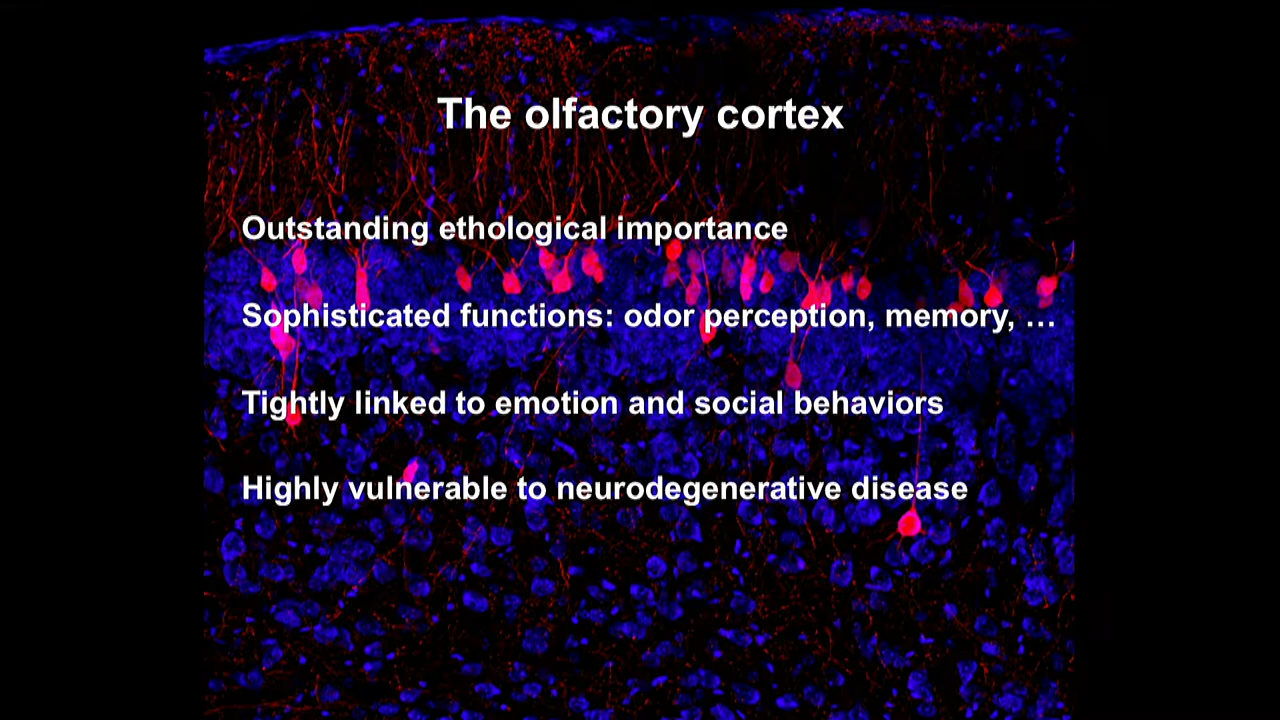 The olfactory cortex
Outstanding ethological importance
Sophisticated functions: odor perception, memory, …
Tightly linked to emotion and social behaviors
Highly vulnerable to neurodegenerative disease